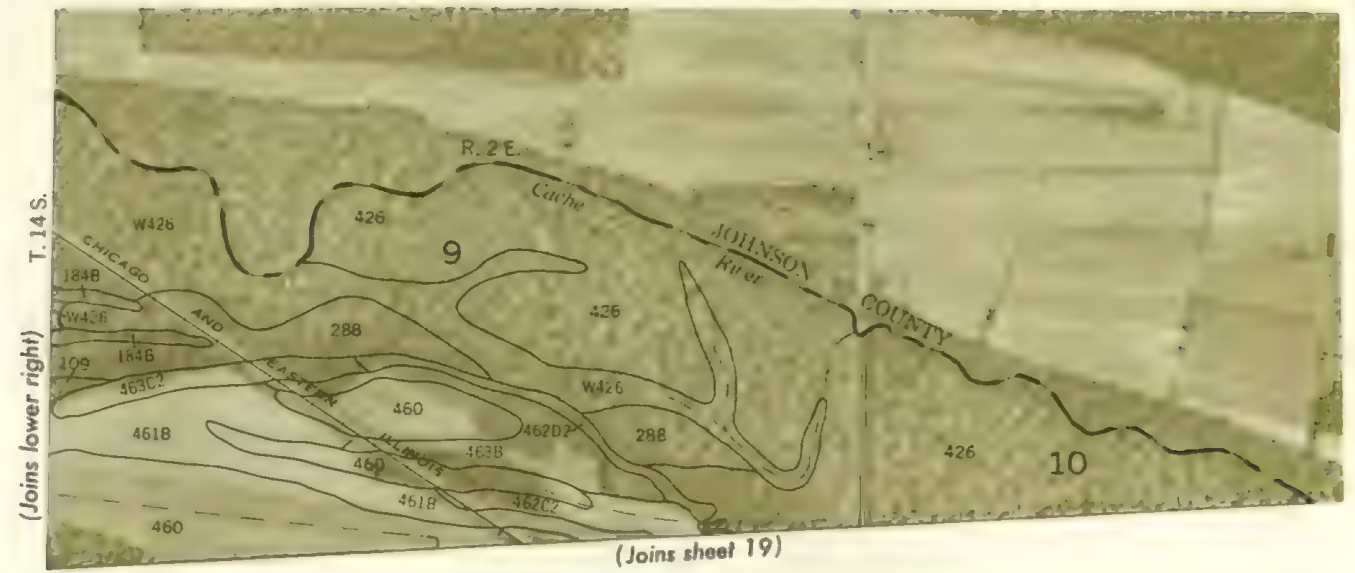 R. 2 E.
Cache
T. 14 S.
426
W426
JOHNSON
9
CHICAGO
River
184B
COUNTY
AND
W426
426
288
184B
109
EASTERN
463C2
W426
460
461B
462D2
288
ILLINOIS
463B
426
10
460
461B
462C2
460
(Joins lower right)
(Joins sheet 19)